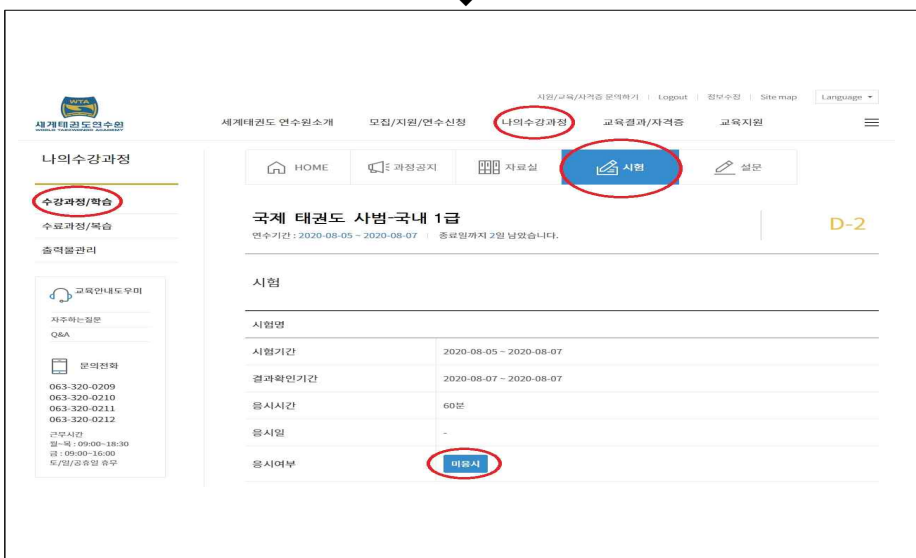 지원/교육/자격증 문의하기 | Logout | 정보수정 | Site map Language
WTA
세계태권도연수원
WORLD TAEKWONDO ACADEMY
세계태권도 연수원소개 모집/지원/연수신청 나의수강과정 교육결과/자격증 교육지원
나의수강과정
HOME 과정공지 자료실 시험 설문
수강과정/학습
수료과정/복습
출력물관리
국제 태권도 사범-국내 1급
연수기간 : 2020-08-05 ~ 2020-08-07 | 종료일까지 2일 남았습니다.
D-2
교육안내도우미
자주하는질문
Q&A
문의전화
063-320-0209
063-320-0210
063-320-0211
063-320-0212
근무시간
월~목 : 09:00~18:30
금 : 09:00~16:00
토/일/공휴일 휴무
시험
시험명
시험기간 2020-08-05 ~ 2020-08-07
결과확인기간 2020-08-07 ~ 2020-08-07
응시시간 60분
응시일 -
응시여부 미응시